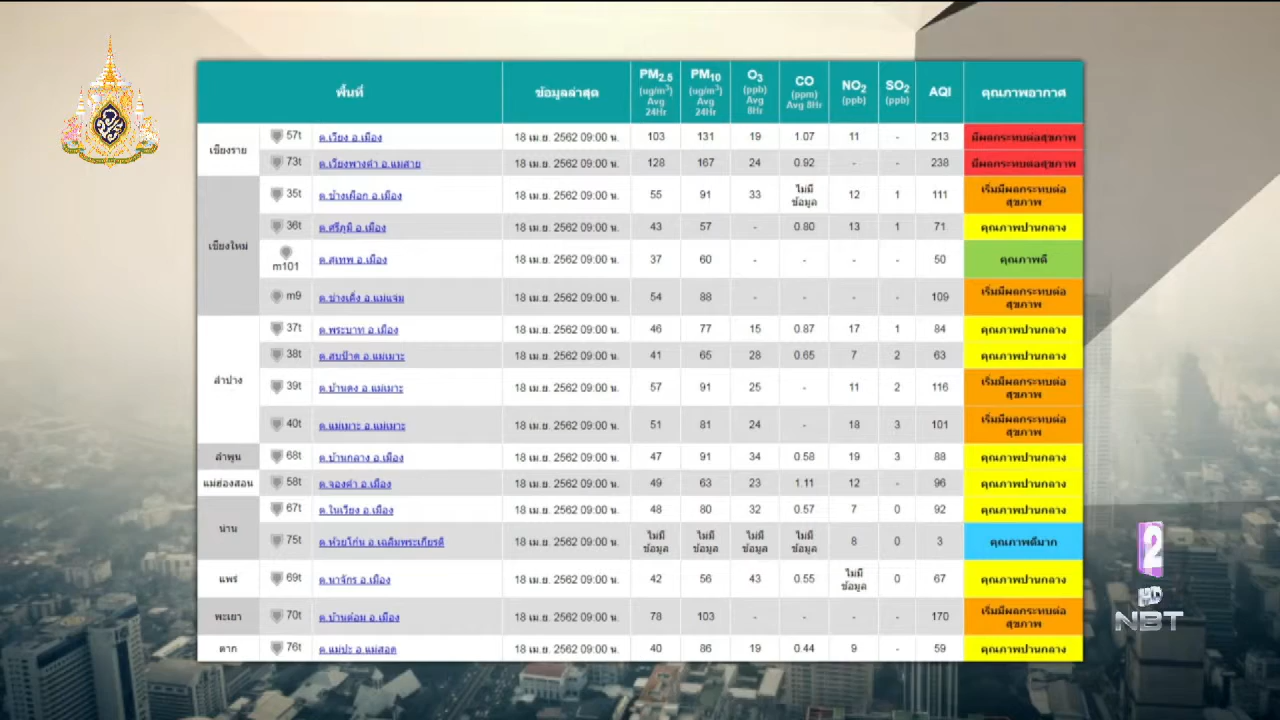 พื้นที่ ข้อมูลล่าสุด PM2.5 (ug/m3) Avg 24Hr PM10 (ug/m3) Avg 24Hr O3 (ppb) Avg 8Hr CO (ppm) Avg 8Hr NO2 (ppb) SO2 (ppb) AQI คุณภาพอากาศ
เชียงราย 57t ต.เวียง อ.เมือง 18 เม.ย. 2562 09:00 น. 103 131 19 1.07 11 - 213 มีผลกระทบต่อสุขภาพ
73t ต.เวียงพางคำ อ.แม่สาย 18 เม.ย. 2562 09:00 น. 128 167 24 0.92 - - 238 มีผลกระทบต่อสุขภาพ
เชียงใหม่ 35t ต.ช้างเผือก อ.เมือง 18 เม.ย. 2562 09:00 น. 55 91 33 ไม่มีข้อมูล 12 1 111 เริ่มมีผลกระทบต่อสุขภาพ
36t ต.ศรีภูมิ อ.เมือง 18 เม.ย. 2562 09:00 น. 43 57 - 0.80 13 1 71 คุณภาพปานกลาง
m101 ต.สุเทพ อ.เมือง 18 เม.ย. 2562 09:00 น. 37 60 - - - - 50 คุณภาพดี
m9 ต.ช่างเคิ่ง อ.แม่แจ่ม 18 เม.ย. 2562 09:00 น. 54 88 - - - - 109 เริ่มมีผลกระทบต่อสุขภาพ
ลำปาง 37t ต.พระบาท อ.เมือง 18 เม.ย. 2562 09:00 น. 46 77 15 0.87 17 1 84 คุณภาพปานกลาง
38t ต.สบป้าด อ.แม่เมาะ 18 เม.ย. 2562 09:00 น. 41 65 28 0.65 7 2 63 คุณภาพปานกลาง
39t ต.บ้านดง อ.แม่เมาะ 18 เม.ย. 2562 09:00 น. 57 91 25 - 11 2 116 เริ่มมีผลกระทบต่อสุขภาพ
40t ต.แม่เมาะ อ.แม่เมาะ 18 เม.ย. 2562 09:00 น. 51 81 24 - 18 3 101 เริ่มมีผลกระทบต่อสุขภาพ
ลำพูน 68t ต.บ้านกลาง อ.เมือง 18 เม.ย. 2562 09:00 น. 47 91 34 0.58 19 3 88 คุณภาพปานกลาง
แม่ฮ่องสอน 58t ต.จองคำ อ.เมือง 18 เม.ย. 2562 09:00 น. 49 63 23 1.11 12 - 96 คุณภาพปานกลาง
น่าน 67t ต.ในเวียง อ.เมือง 18 เม.ย. 2562 09:00 น. 48 80 32 0.57 7 0 92 คุณภาพปานกลาง
75t ต.ห้วยโก๋น อ.เฉลิมพระเกียรติ 18 เม.ย. 2562 09:00 น. ไม่มีข้อมูล ไม่มีข้อมูล ไม่มีข้อมูล ไม่มีข้อมูล 8 0 3 คุณภาพดีมาก
แพร่ 69t ต.นาจักร อ.เมือง 18 เม.ย. 2562 09:00 น. 42 56 43 0.55 ไม่มีข้อมูล 0 67 คุณภาพปานกลาง
พะเยา 70t ต.บ้านต๋อม อ.เมือง 18 เม.ย. 2562 09:00 น. 78 103 - - - - 170 เริ่มมีผลกระทบต่อสุขภาพ
ตาก 76t ต.แม่ปะ อ.แม่สอด 18 เม.ย. 2562 09:00 น. 40 86 19 0.44 9 - 59 คุณภาพปานกลาง
2
HD
NBT